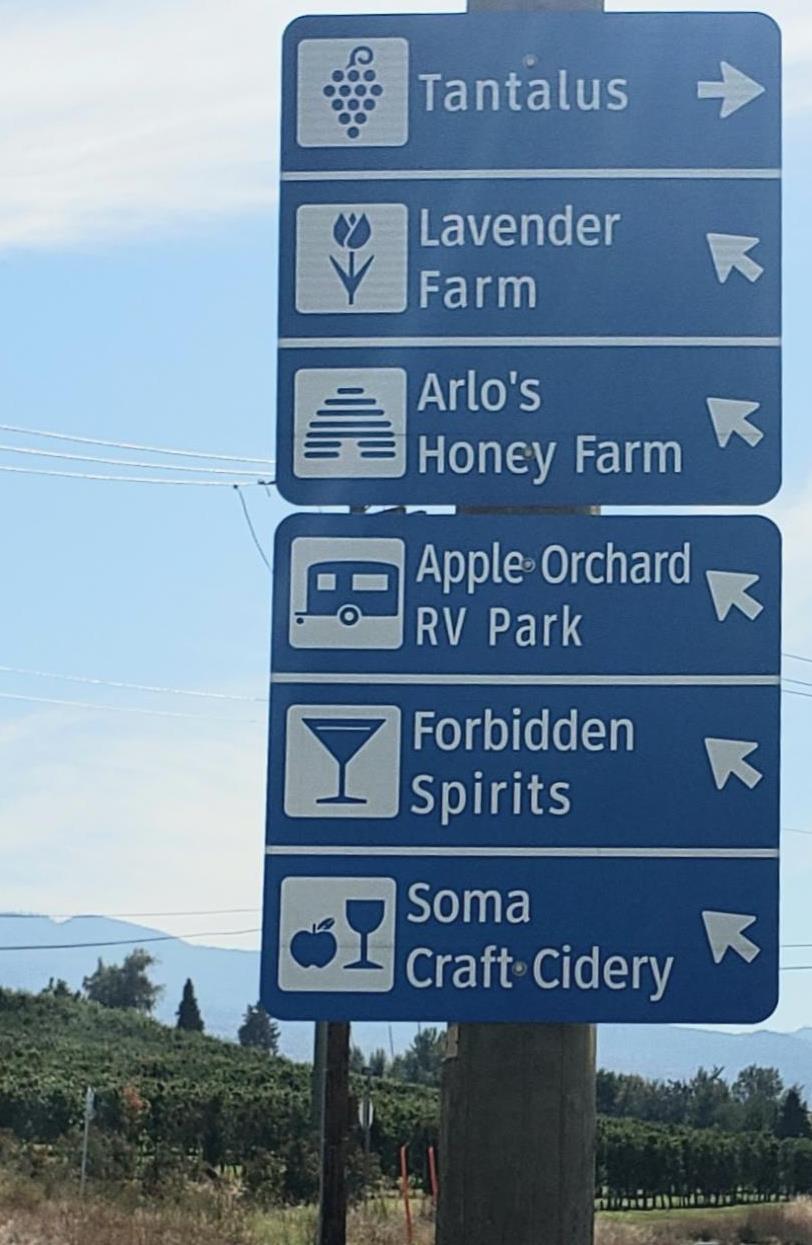 Tantalus
Lavender
Farm
Arlo's
Honey Farm
Apple Orchard
RV Park
Forbidden
Spirits
Soma
Craft Cidery